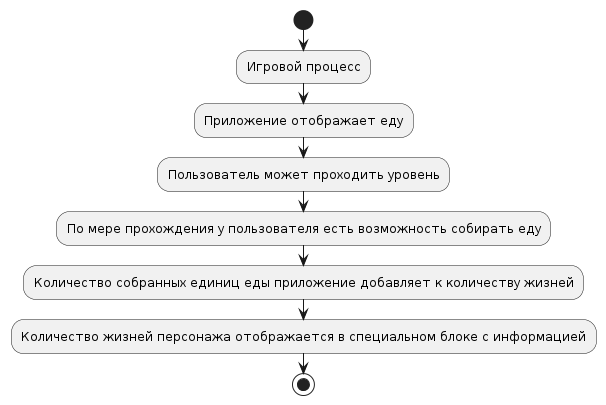 Игровой процесс
Приложение отображает еду
Пользователь может проходить уровень
По мере прохождения у пользователя есть возможность собирать еду
Количество собранных единиц еды приложение добавляет к количеству жизней
Количество жизней персонажа отображается в специальном блоке с информацией